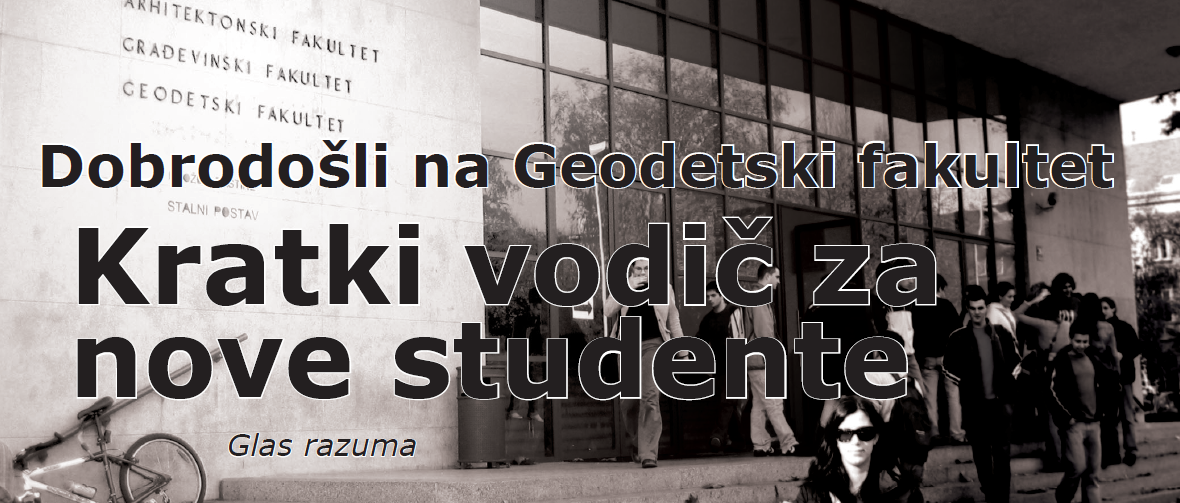 ARHITEKTONSKI FAKULTET
GRAĐEVINSKI FAKULTET
GEODETSKI FAKULTET
Dobrodošli na Geodetski fakultet
STALNI POSTAV
Kratki vodič za
nove studente
Glas razuma